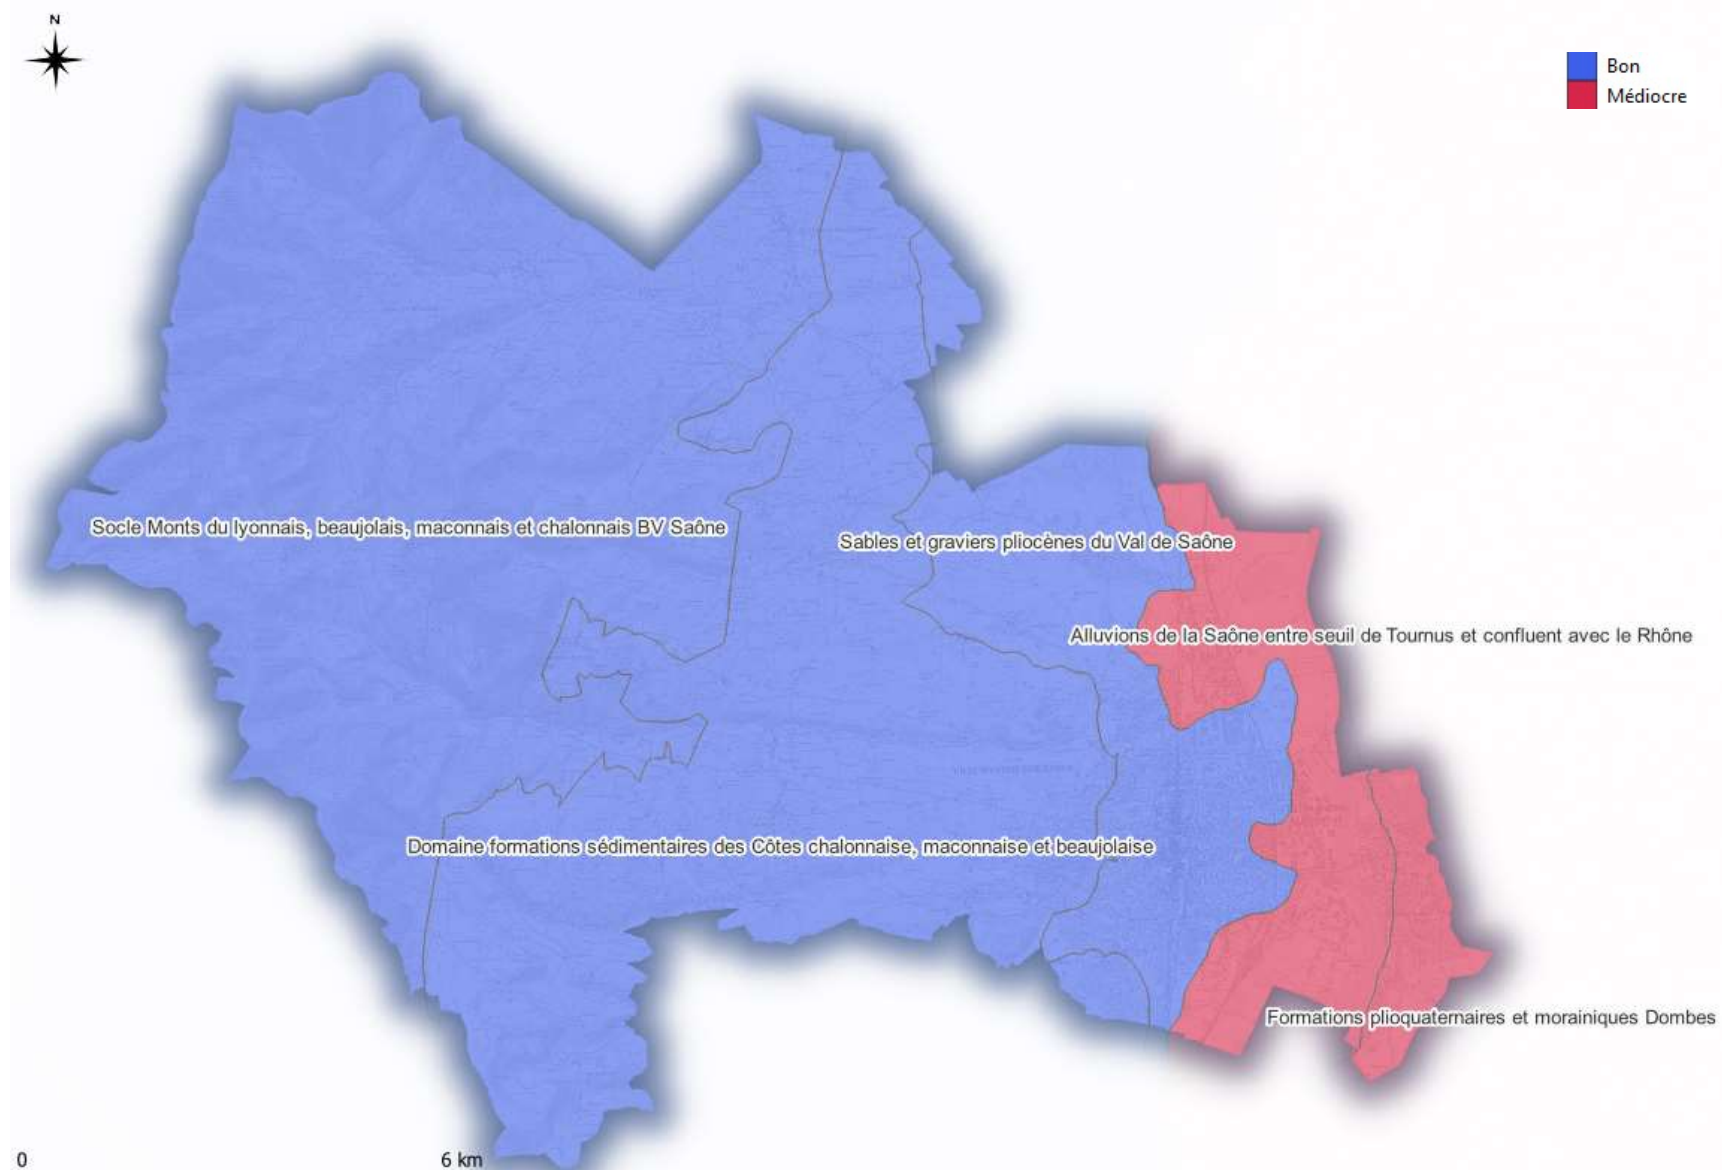 N
Bon
Médiocre
Socle Monts du lyonnais, beaujolais, maconnais et chalonnais BV Saône
Sables et graviers pliocènes du Val de Saône
Alluvions de la Saône entre seuil de Tournus et confluent avec le Rhône
Domaine formations sédimentaires des Côtes chalonnaise, maconnaise et beaujolaise
Formations plioquaternaires et morainiques Dombes
0
6 km